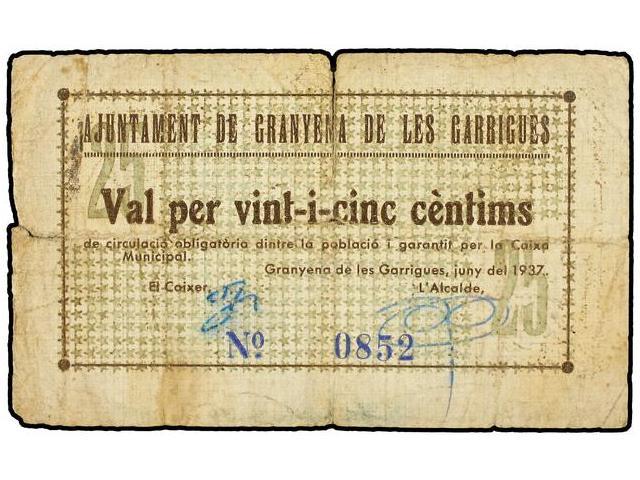 AJUNTAMENT DE GRANYENA DE LES GARRIGUES
25
Val per vint-i-cinc cèntims
de circulació obligatòria dintre la població i garantit per la Caixa
Municipal.
Granyena de les Garrigues, juny del 1937.
El Caixer, L'Alcalde,
25
Nº 0852